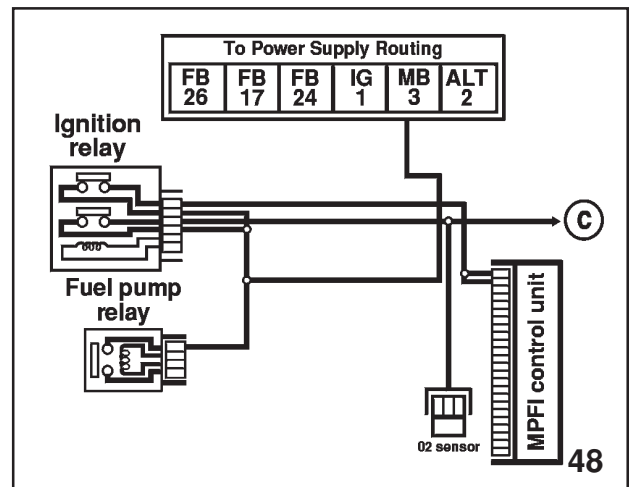 To Power Supply Routing
FB 26
FB 17
FB 24
IG 1
MB 3
ALT 2
Ignition relay
C
Fuel pump relay
MPFI control unit
02 sensor
48